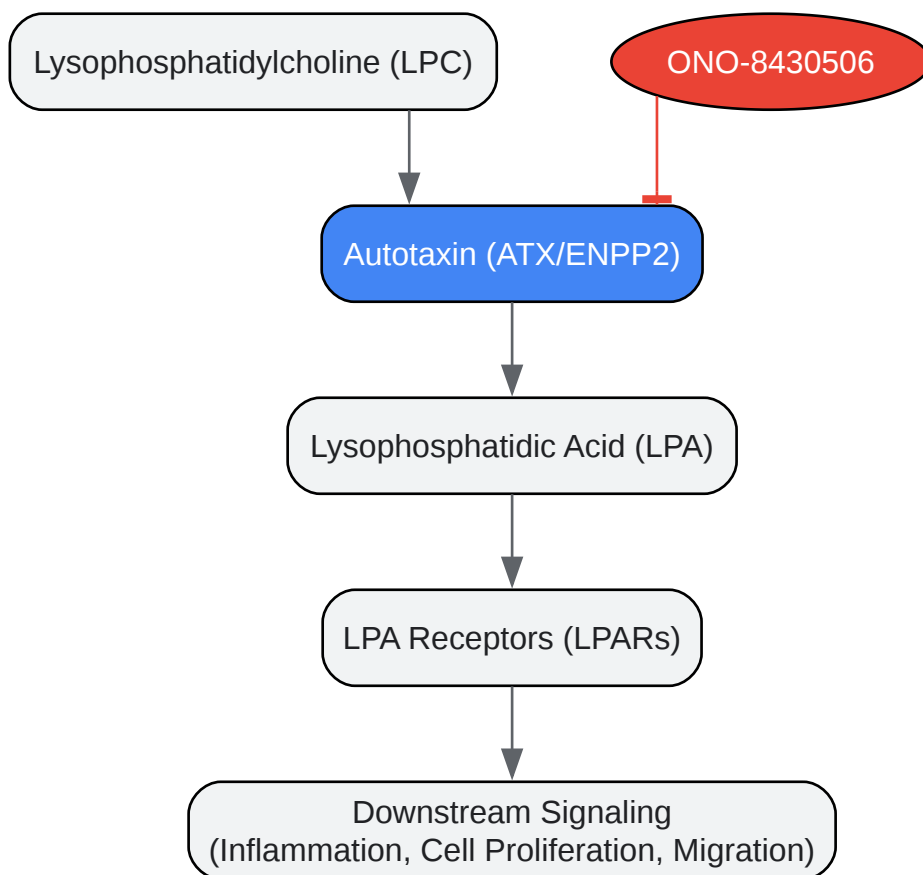 Lysophosphatidylcholine (LPC)
ONO-8430506
Autotaxin (ATX/ENPP2)
Lysophosphatidic Acid (LPA)
LPA Receptors (LPARs)
Downstream Signaling
(Inflammation, Cell Proliferation, Migration)